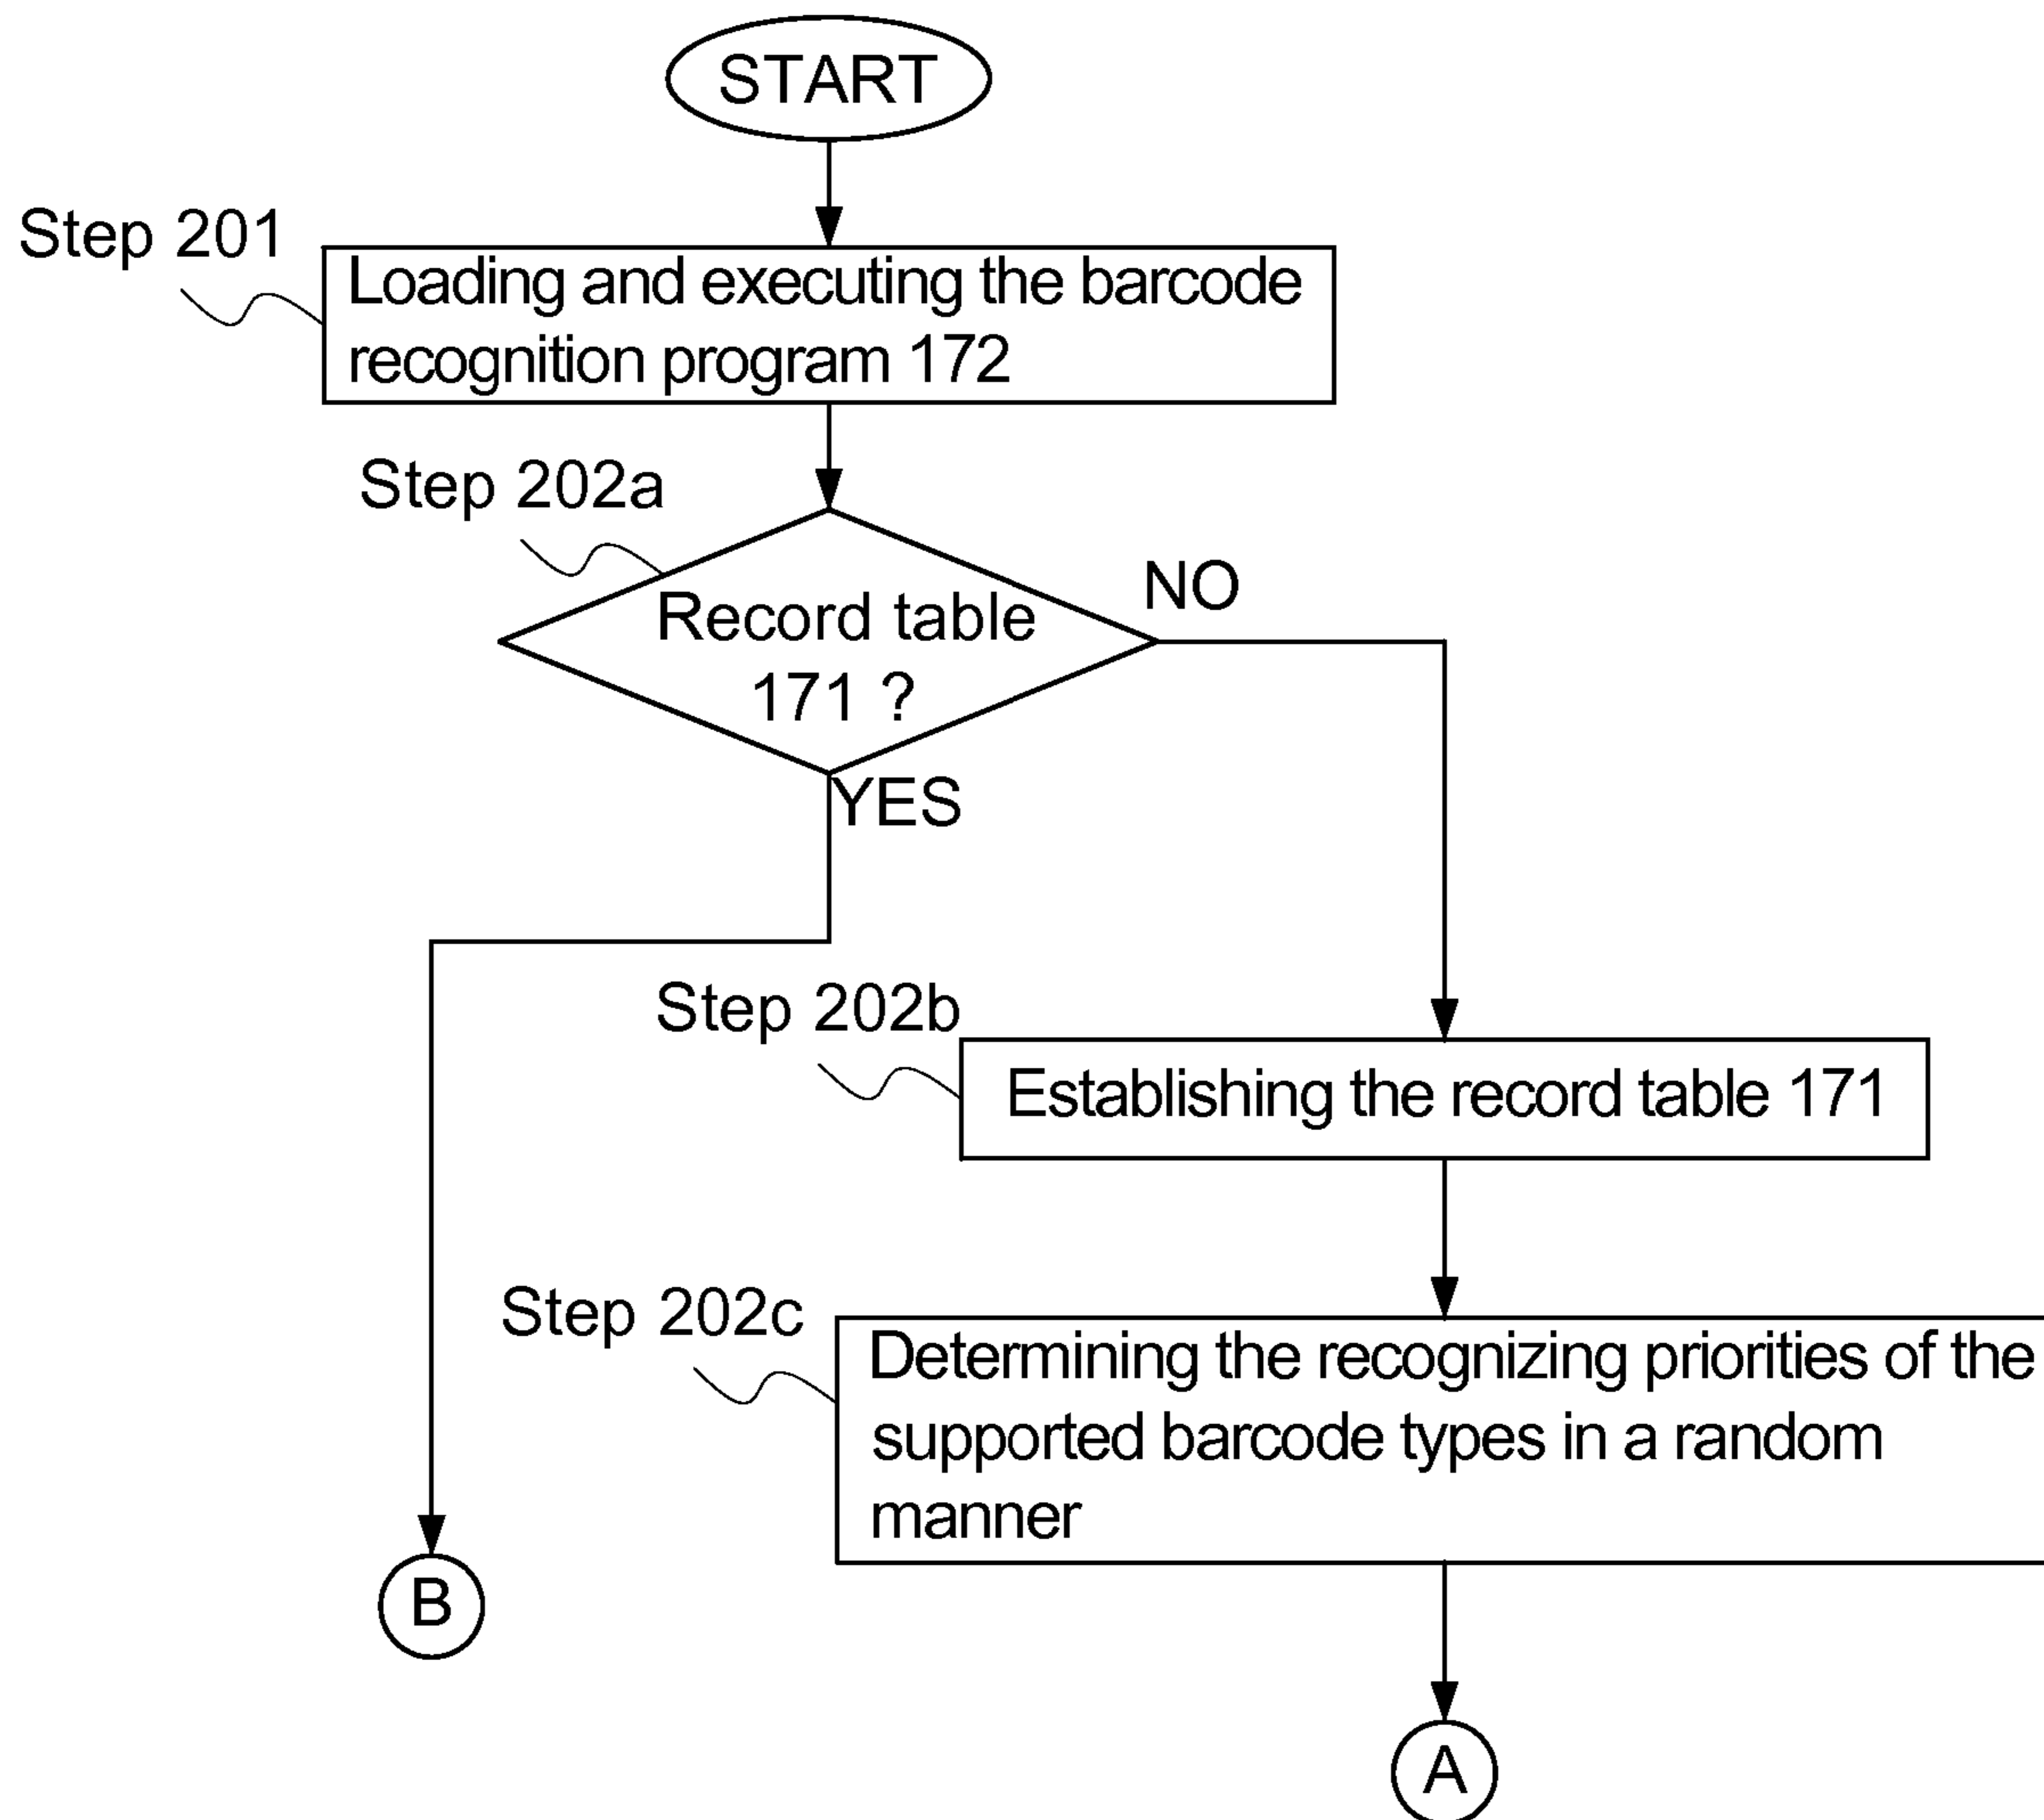 START
Step 201
Loading and executing the barcode
recognition program 172
Step 202a
Record table
171 ?
NO
YES
Step 202b
Establishing the record table 171
Step 202c
Determining the recognizing priorities of the
supported barcode types in a random
manner
B
A